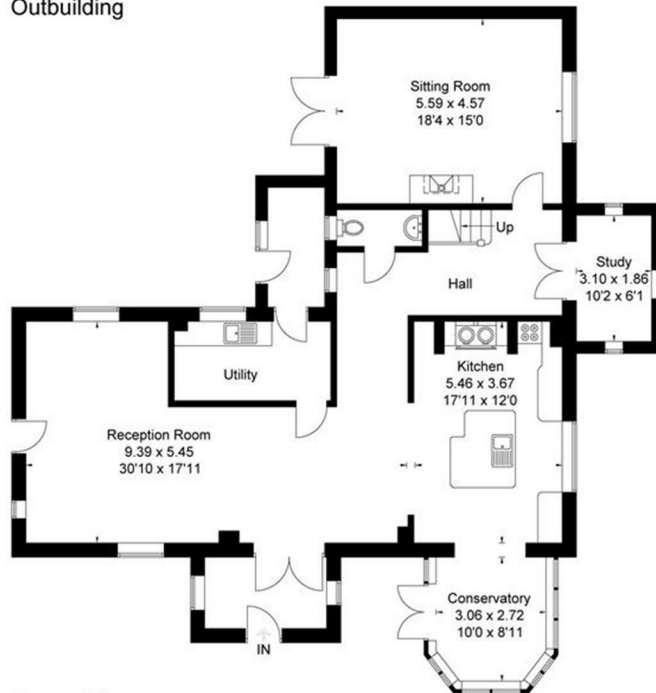 Outbuilding
Sitting Room
5.59 x 4.57
18'4 x 15'0
Up
Hall
Study
3.10 x 1.86
10'2 x 6'1
Utility
Kitchen
5.46 x 3.67
17'11 x 12'0
Reception Room
9.39 x 5.45
30'10 x 17'11
Conservatory
3.06 x 2.72
10'0 x 8'11
IN